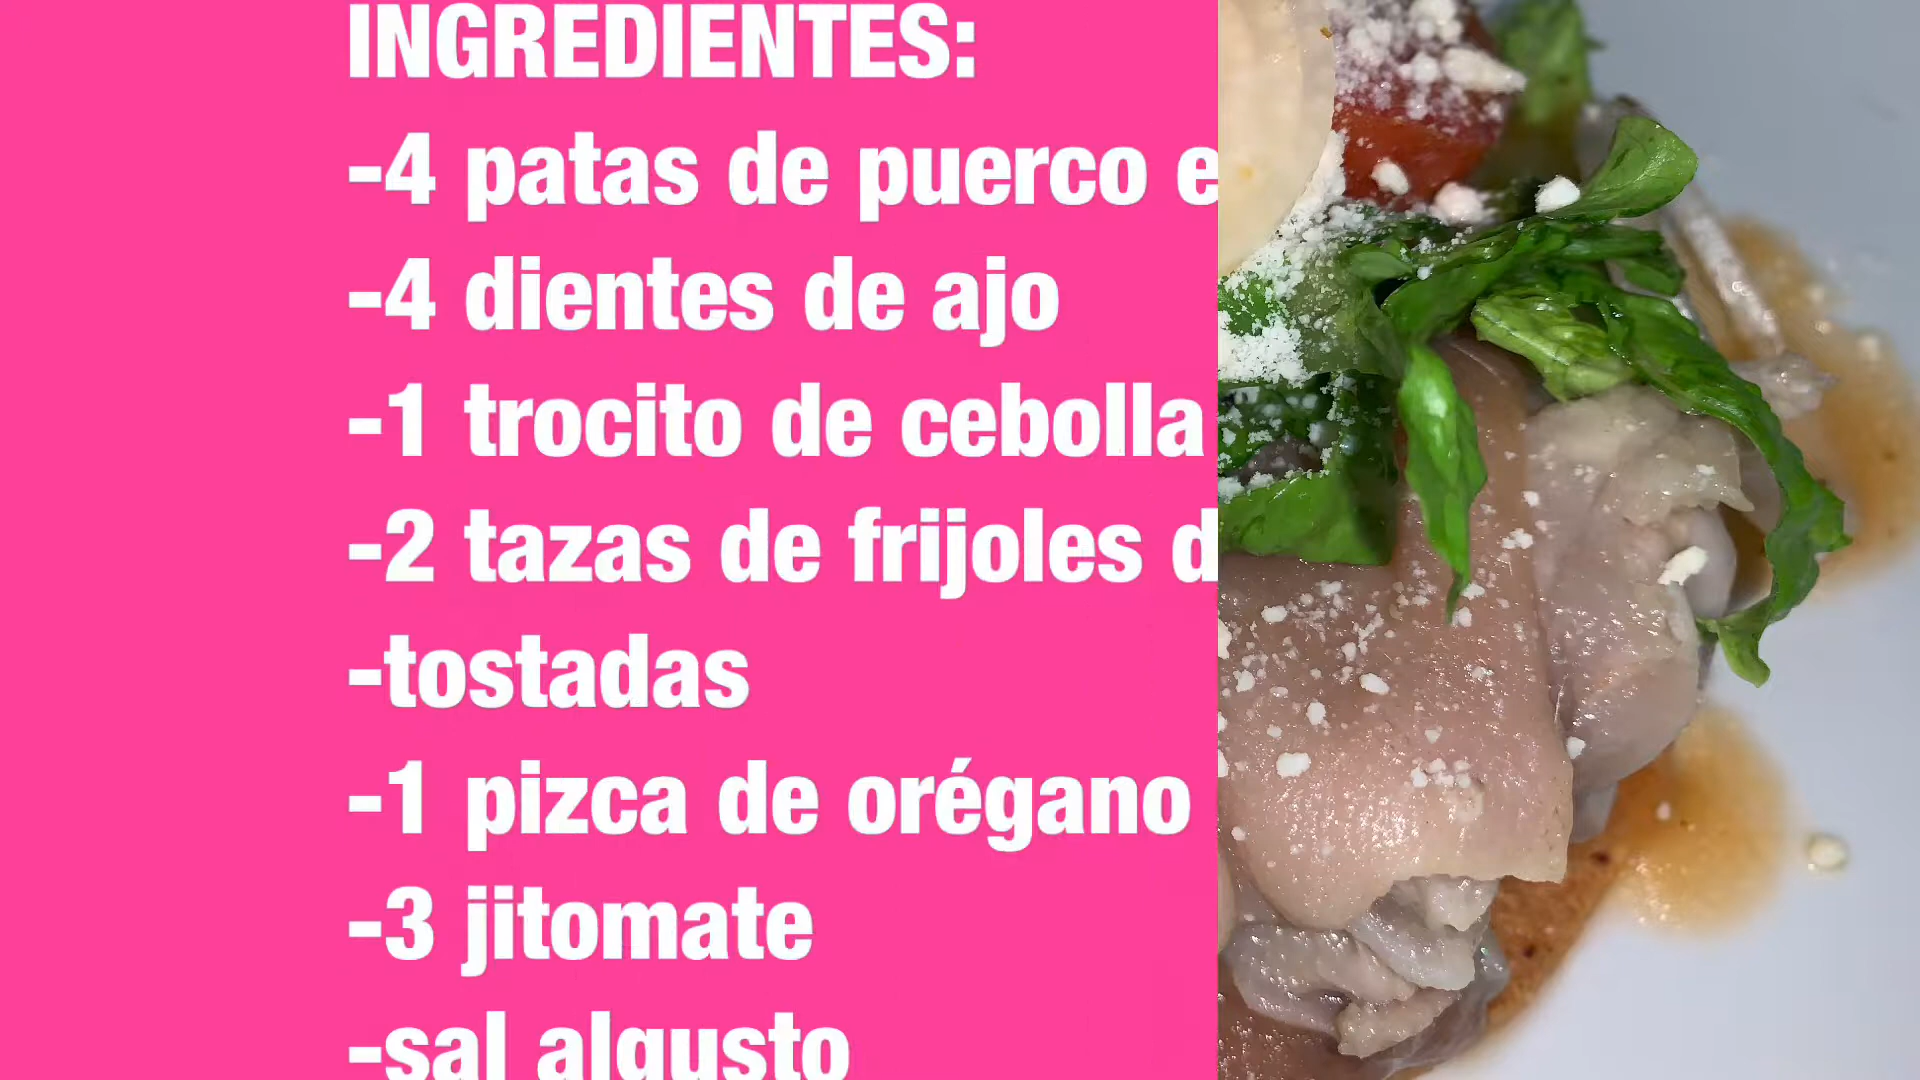 INGREDIENTES:
-4 patas de puerco e
-4 dientes de ajo
-1 trocito de cebolla
-2 tazas de frijoles d
-tostadas
-1 pizca de orégano
-3 jitomate
-sal algusto